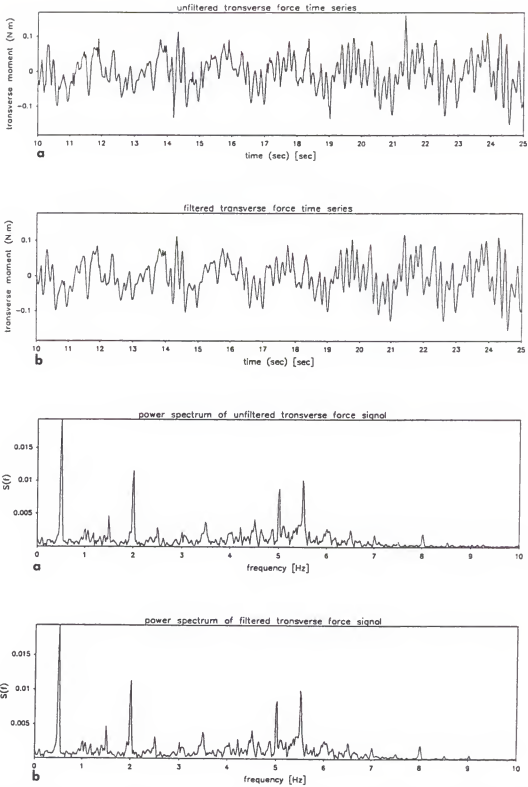 unfiltered transverse force time series
transverse moment (N m)
0.1
0
−0.1
10 11 12 13 14 15 16 17 18 19 20 21 22 23 24 25
time (sec) [sec]
a
filtered transverse force time series
transverse moment (N m)
0.1
0
−0.1
10 11 12 13 14 15 16 17 18 19 20 21 22 23 24 25
time (sec) [sec]
b
power spectrum of unfiltered transverse force signal
S(f)
0.015
0.01
0.005
0 1 2 3 4 5 6 7 8 9 10
frequency [Hz]
a
power spectrum of filtered transverse force signal
S(f)
0.015
0.01
0.005
0 1 2 3 4 5 6 7 8 9 10
frequency [Hz]
b